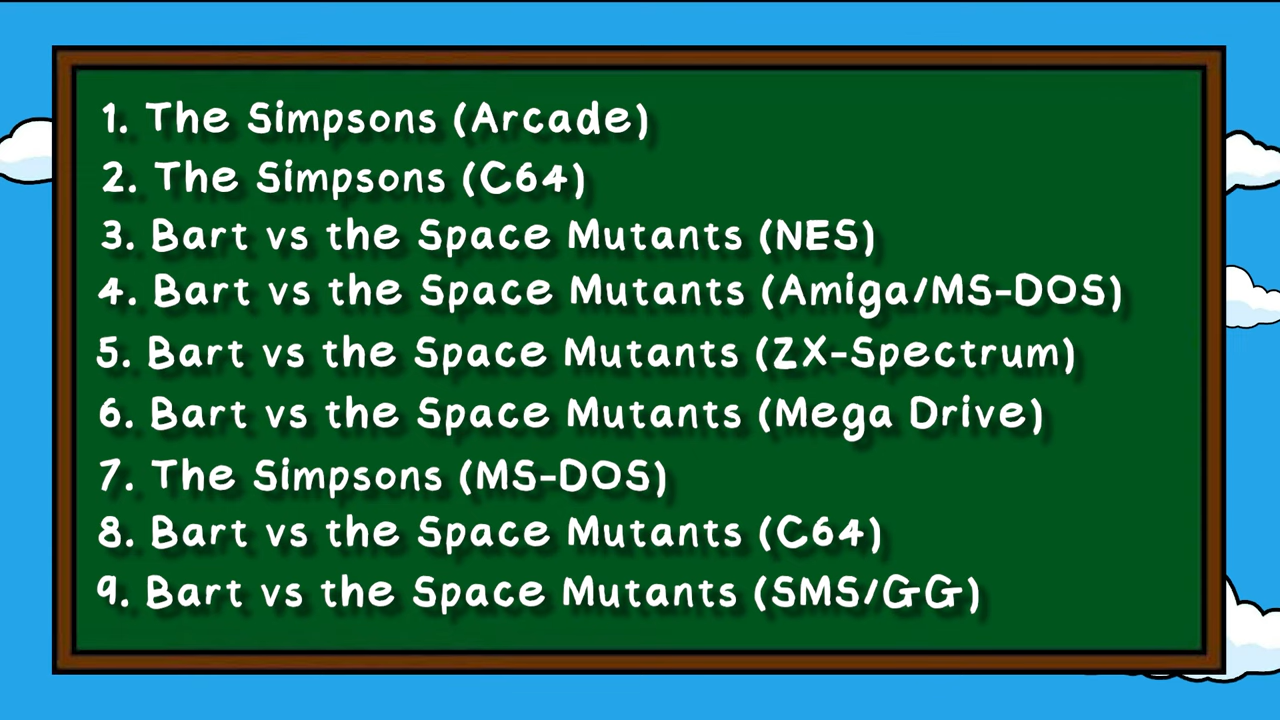 1. The Simpsons (Arcade)
2. The Simpsons (C64)
3. Bart vs the Space Mutants (NES)
4. Bart vs the Space Mutants (Amiga/MS-DOS)
5. Bart vs the Space Mutants (ZX-Spectrum)
6. Bart vs the Space Mutants (Mega Drive)
7. The Simpsons (MS-DOS)
8. Bart vs the Space Mutants (C64)
9. Bart vs the Space Mutants (SMS/GG)